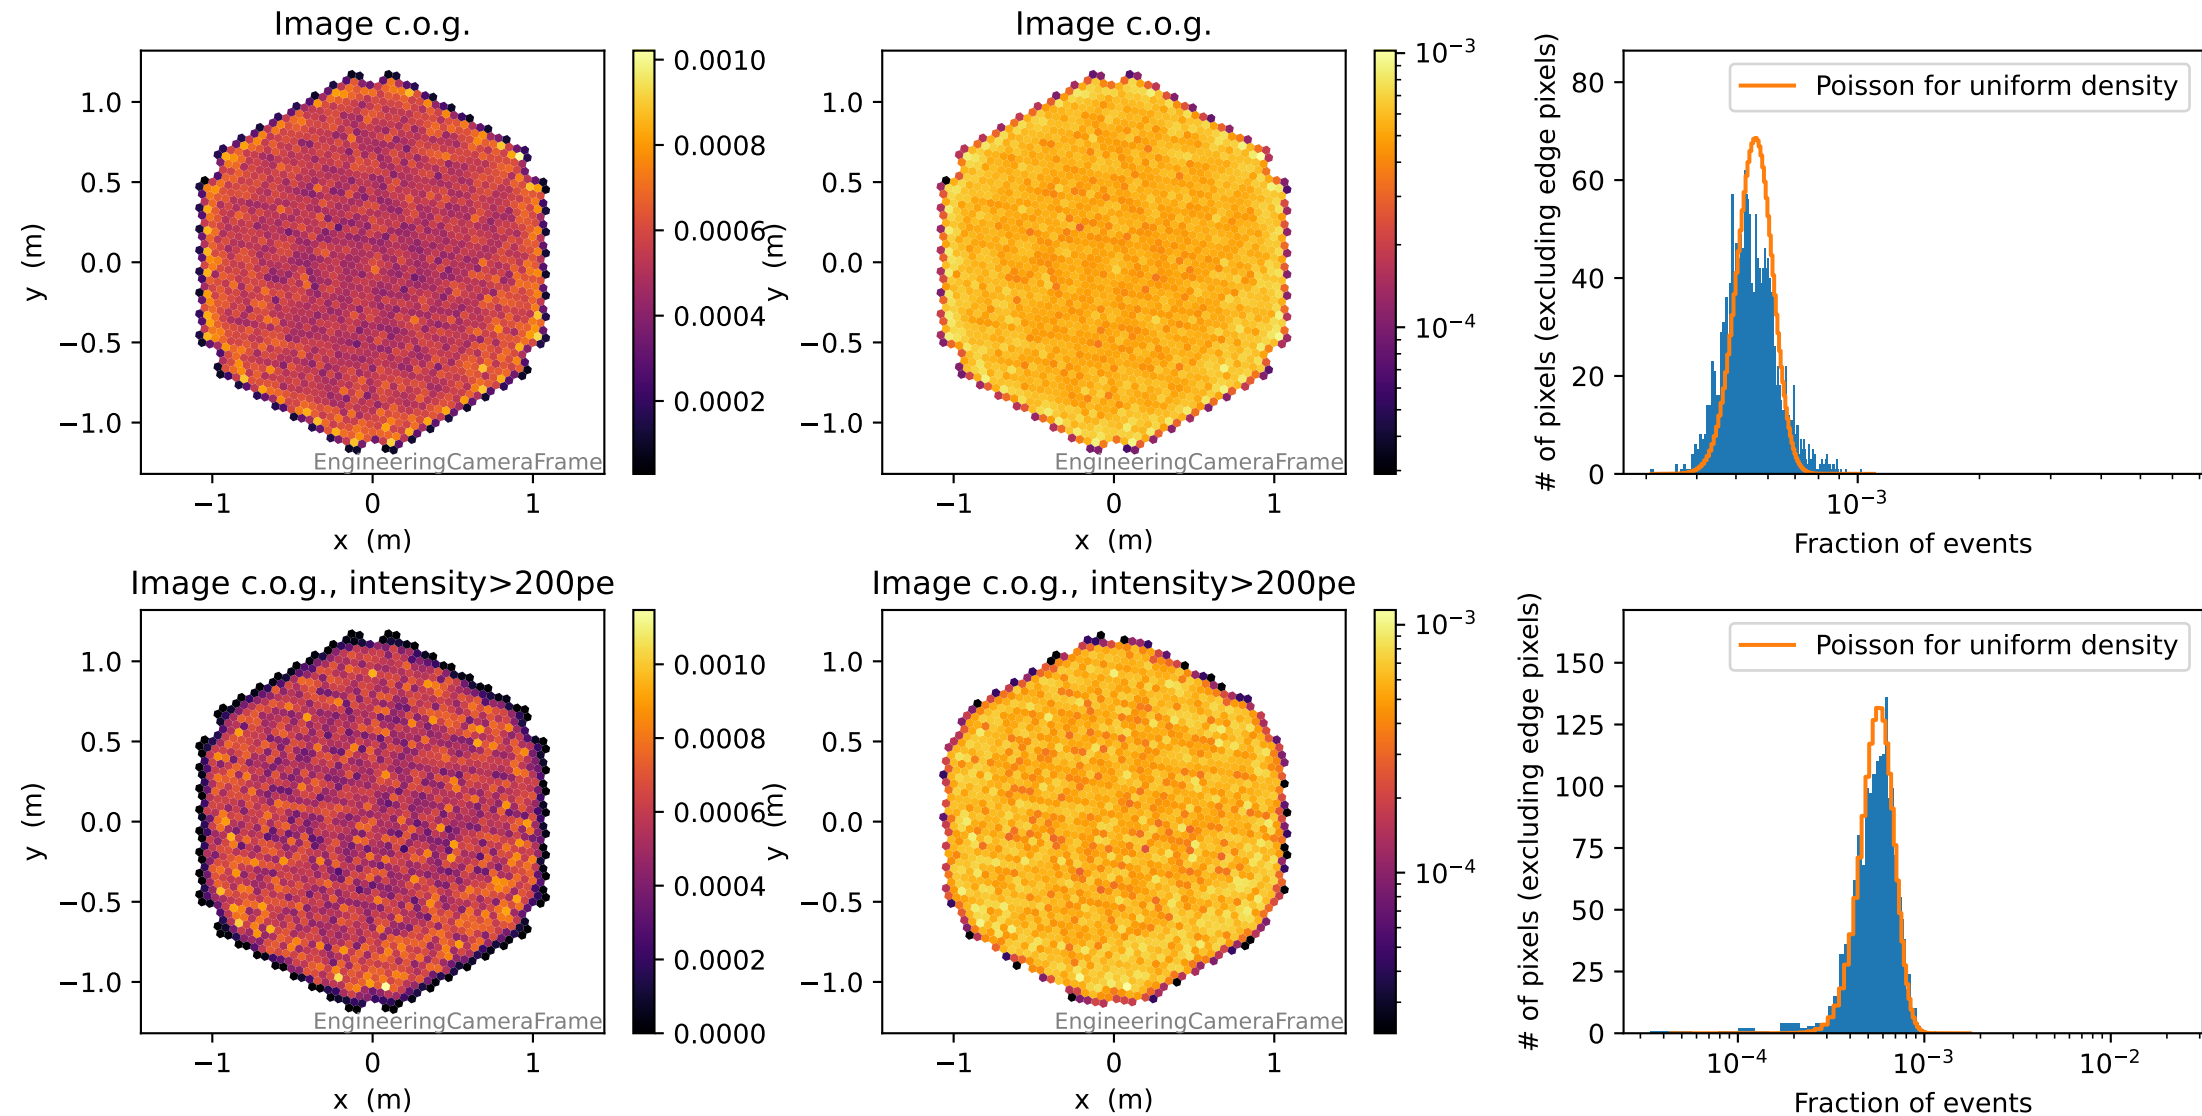 Image c.o.g.
1.0
0.5
0.0
−0.5
−1.0
y (m)
−1
0
1
x (m)
EngineeringCameraFrame
0.0010
0.0008
0.0006
0.0004
0.0002
Image c.o.g.
1.0
0.5
0.0
−0.5
−1.0
y (m)
−1
0
1
x (m)
EngineeringCameraFrame
10⁻³
10⁻⁴
# of pixels (excluding edge pixels)
80
60
40
20
0
Poisson for uniform density
10⁻³
Fraction of events
Image c.o.g., intensity>200pe
1.0
0.5
0.0
−0.5
−1.0
y (m)
−1
0
1
x (m)
EngineeringCameraFrame
0.0010
0.0008
0.0006
0.0004
0.0002
0.0000
Image c.o.g., intensity>200pe
1.0
0.5
0.0
−0.5
−1.0
y (m)
−1
0
1
x (m)
EngineeringCameraFrame
10⁻³
10⁻⁴
# of pixels (excluding edge pixels)
150
125
100
75
50
25
0
Poisson for uniform density
10⁻⁴
10⁻³
10⁻²
Fraction of events